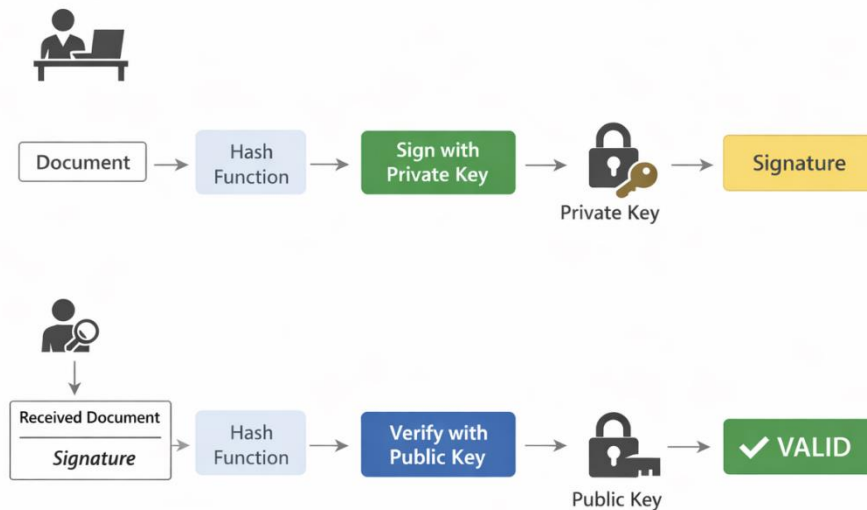 Document
Hash
Function
Sign with
Private Key
Private Key
Signature
Received Document
Signature
Hash
Function
Verify with
Public Key
Public Key
✓ VALID